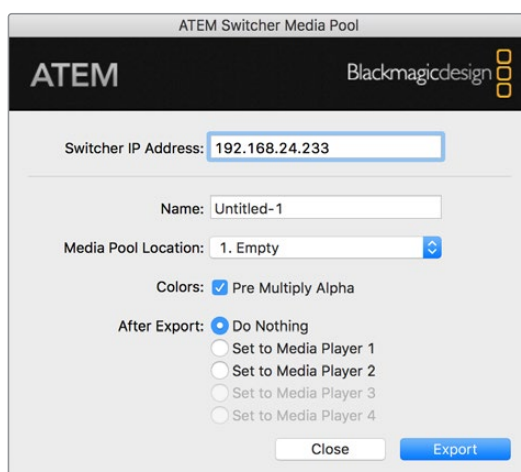 ATEM Switcher Media Pool
ATEM
Blackmagicdesign
Switcher IP Address: 192.168.24.233
Name: Untitled-1
Media Pool Location: 1. Empty
Colors: Pre Multiply Alpha
After Export: Do Nothing
Set to Media Player 1
Set to Media Player 2
Set to Media Player 3
Set to Media Player 4
Close Export